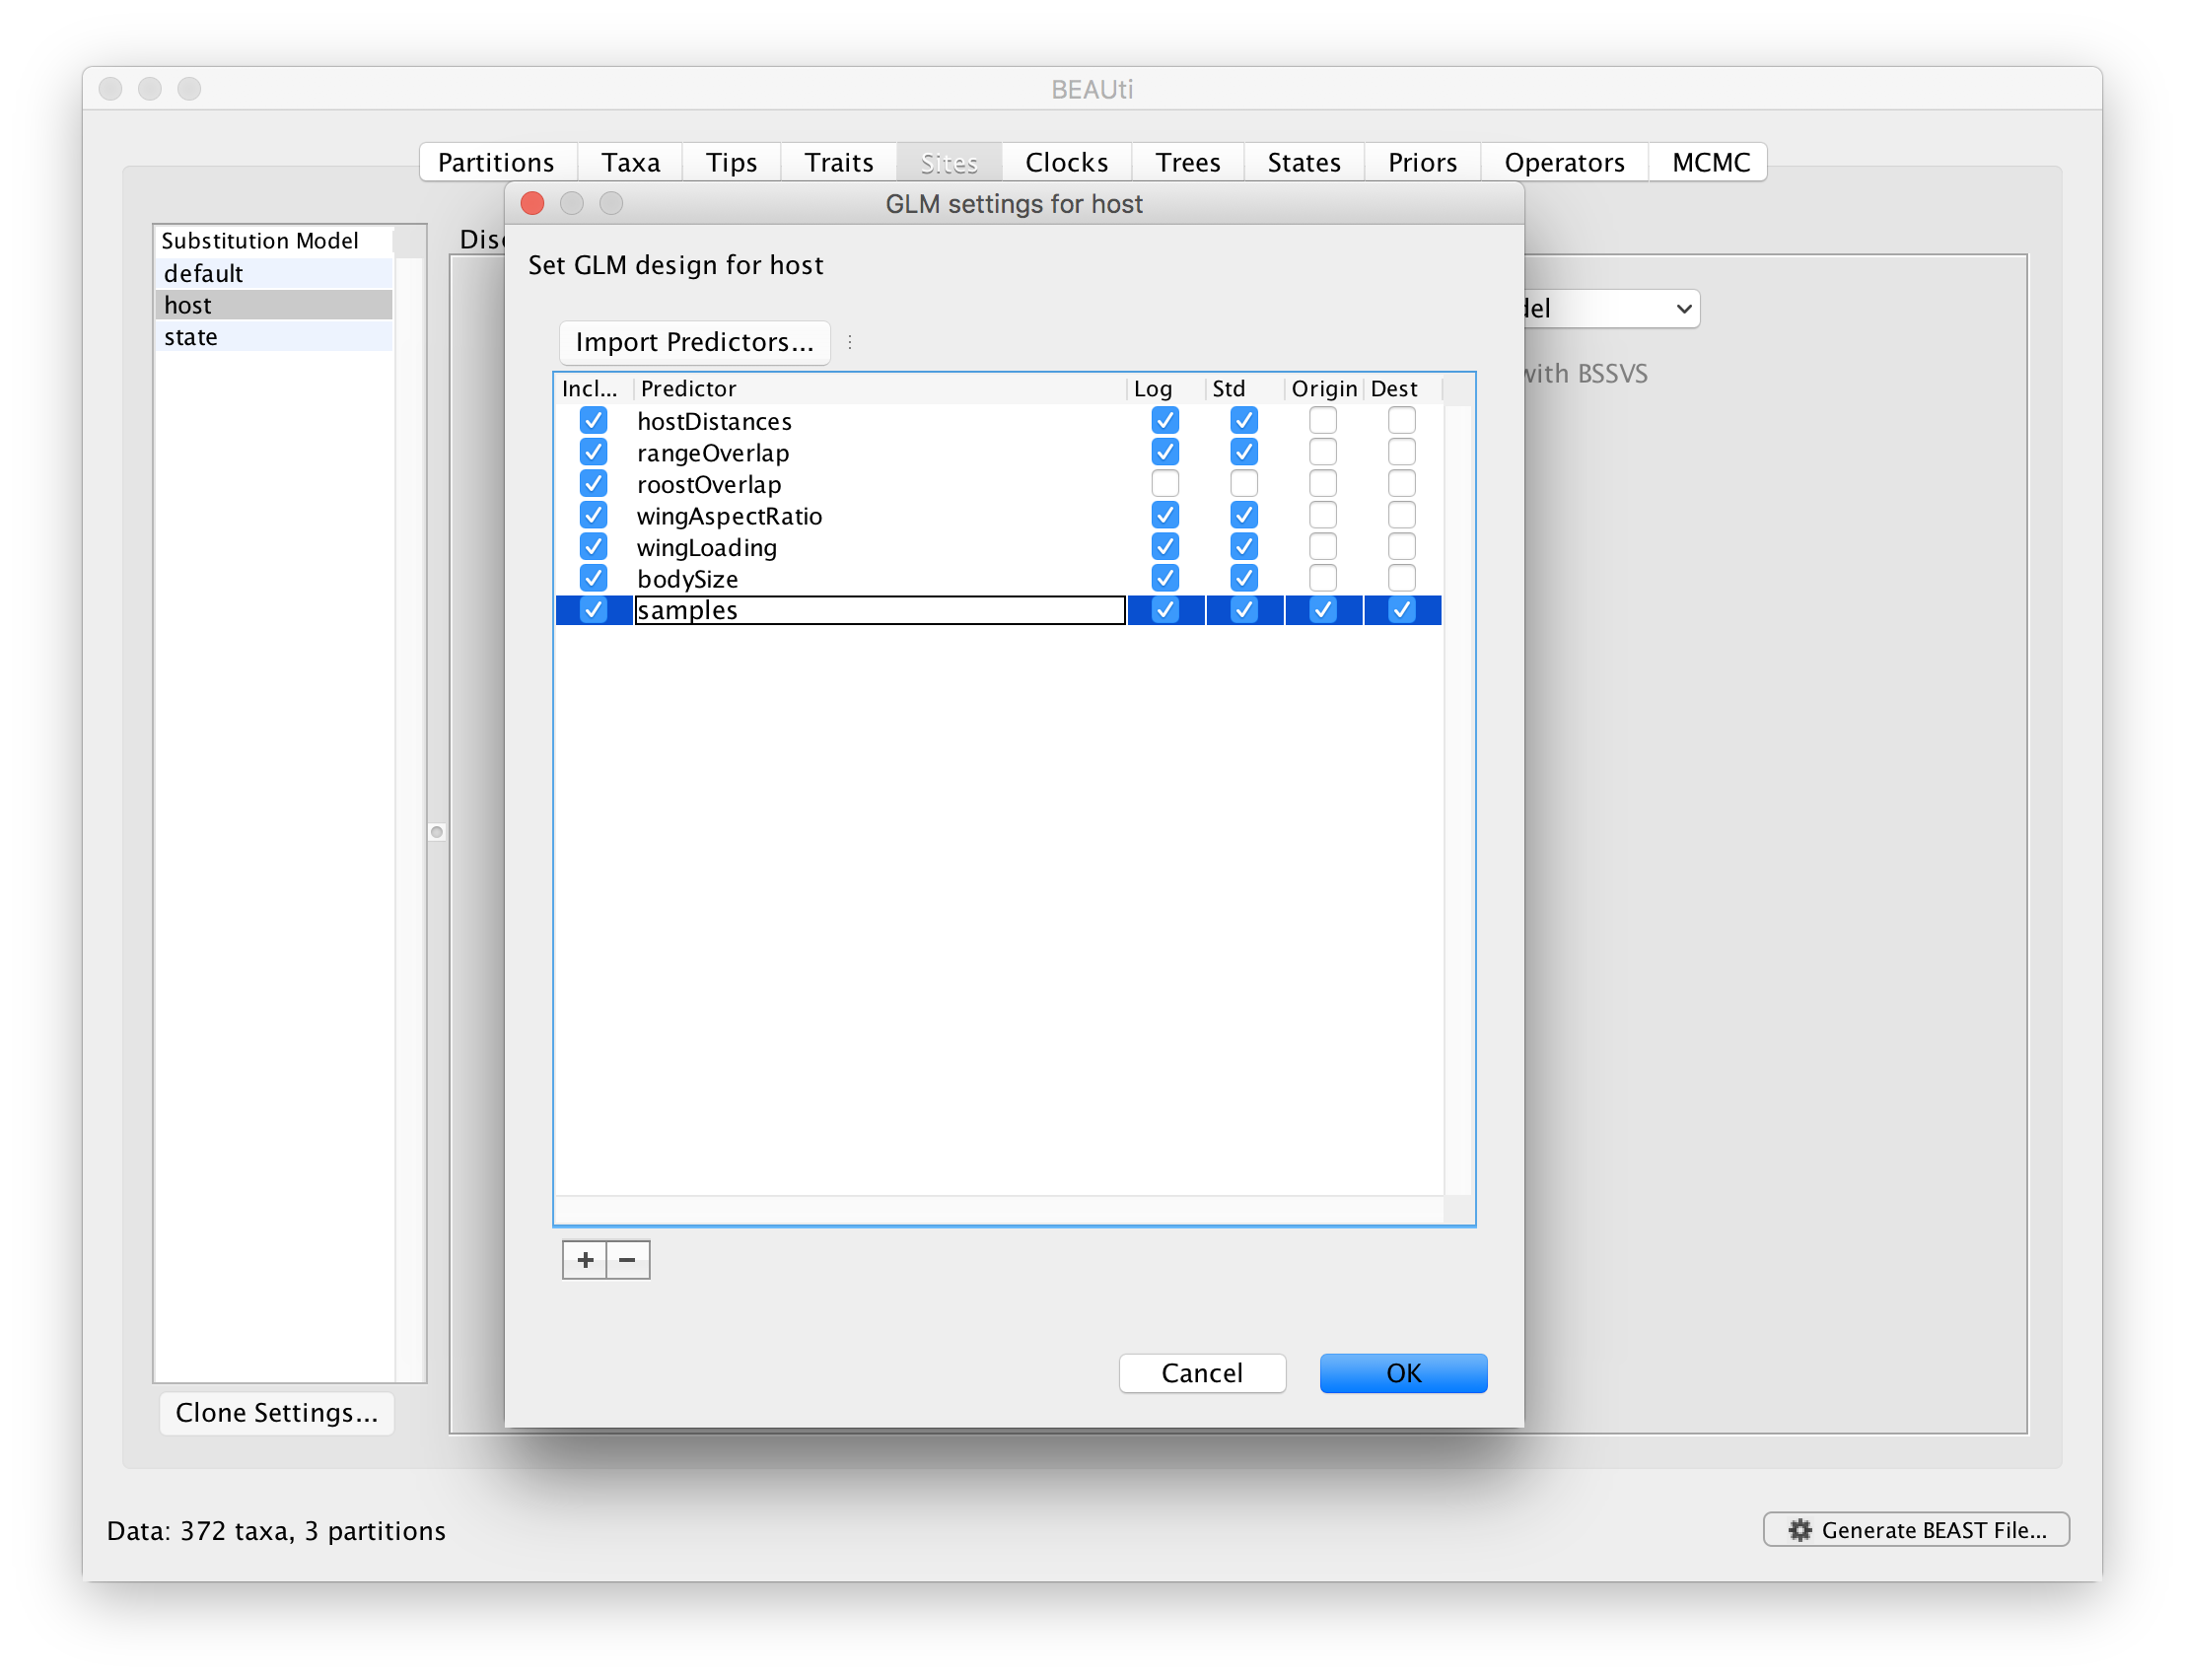 BEAUti
Partitions Taxa Tips Traits Sites Clocks Trees States Priors Operators MCMC
GLM settings for host
Substitution Model
default
host
state
Set GLM design for host
Import Predictors...
with BSSVS
Incl... Predictor Log Std Origin Dest
hostDistances
rangeOverlap
roostOverlap
wingAspectRatio
wingLoading
bodySize
samples
+ −
Cancel OK
Clone Settings...
Data: 372 taxa, 3 partitions
Generate BEAST File...